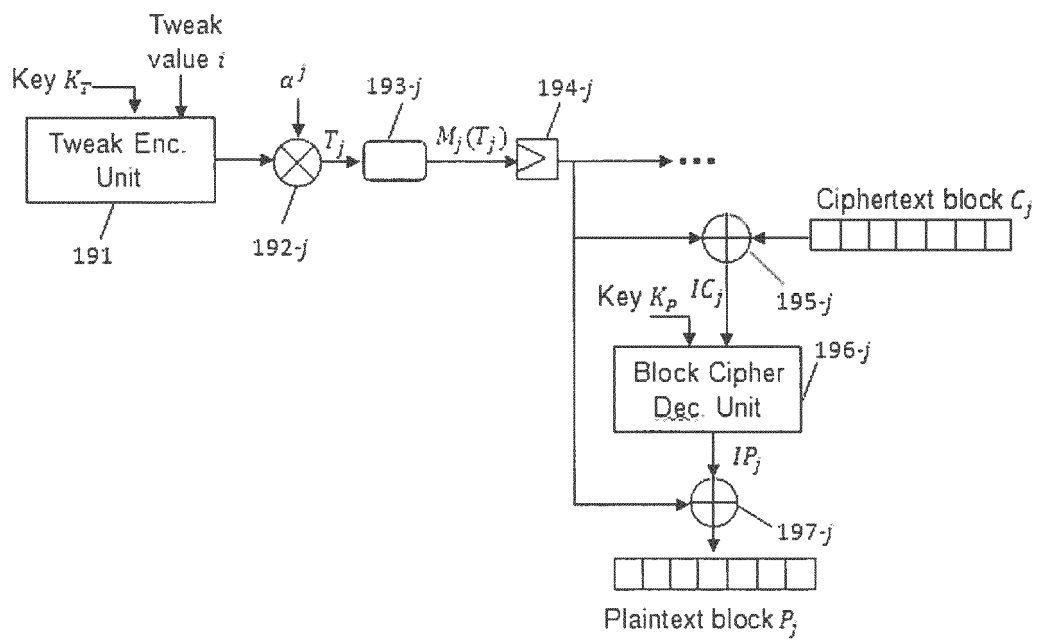 Tweak
value i
Key K_T
α^j
193-j
194-j
Tweak Enc.
Unit
T_j
M_j(T_j)
...
191
192-j
Ciphertext block C_j
195-j
Key K_P
IC_j
196-j
Block Cipher
Dec. Unit
IP_j
197-j
Plaintext block P_j